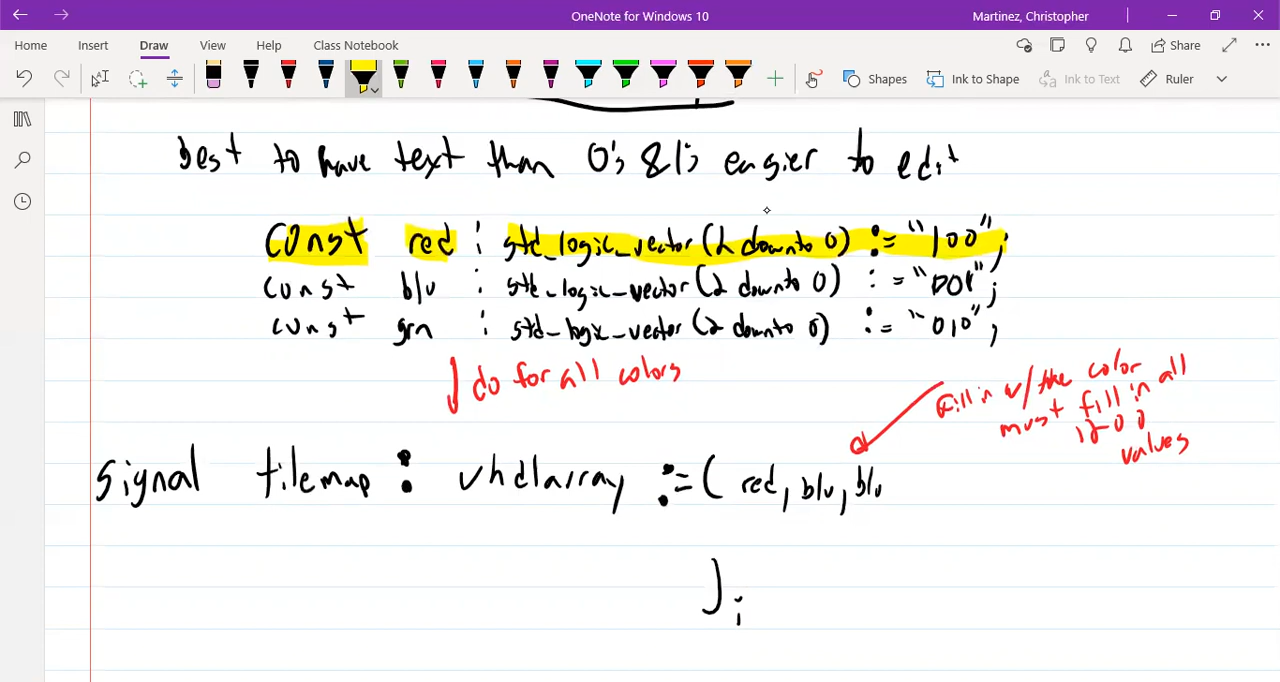 OneNote for Windows 10
Martinez, Christopher
Home Insert Draw View Help Class Notebook
Share
Shapes Ink to Shape Ink to Text Ruler
best to have text than 0's & 1's easier to edit
const red : std_logic_vector(2 downto 0) := "100";
const blu : std_logic_vector(2 downto 0) := "001";
const grn : std_logic_vector(2 downto 0) := "010";
do for all colors
Fill in w/ the color
must fill in all
1200
values
signal tilemap : vhdlarray := ( red, blu, blu
);